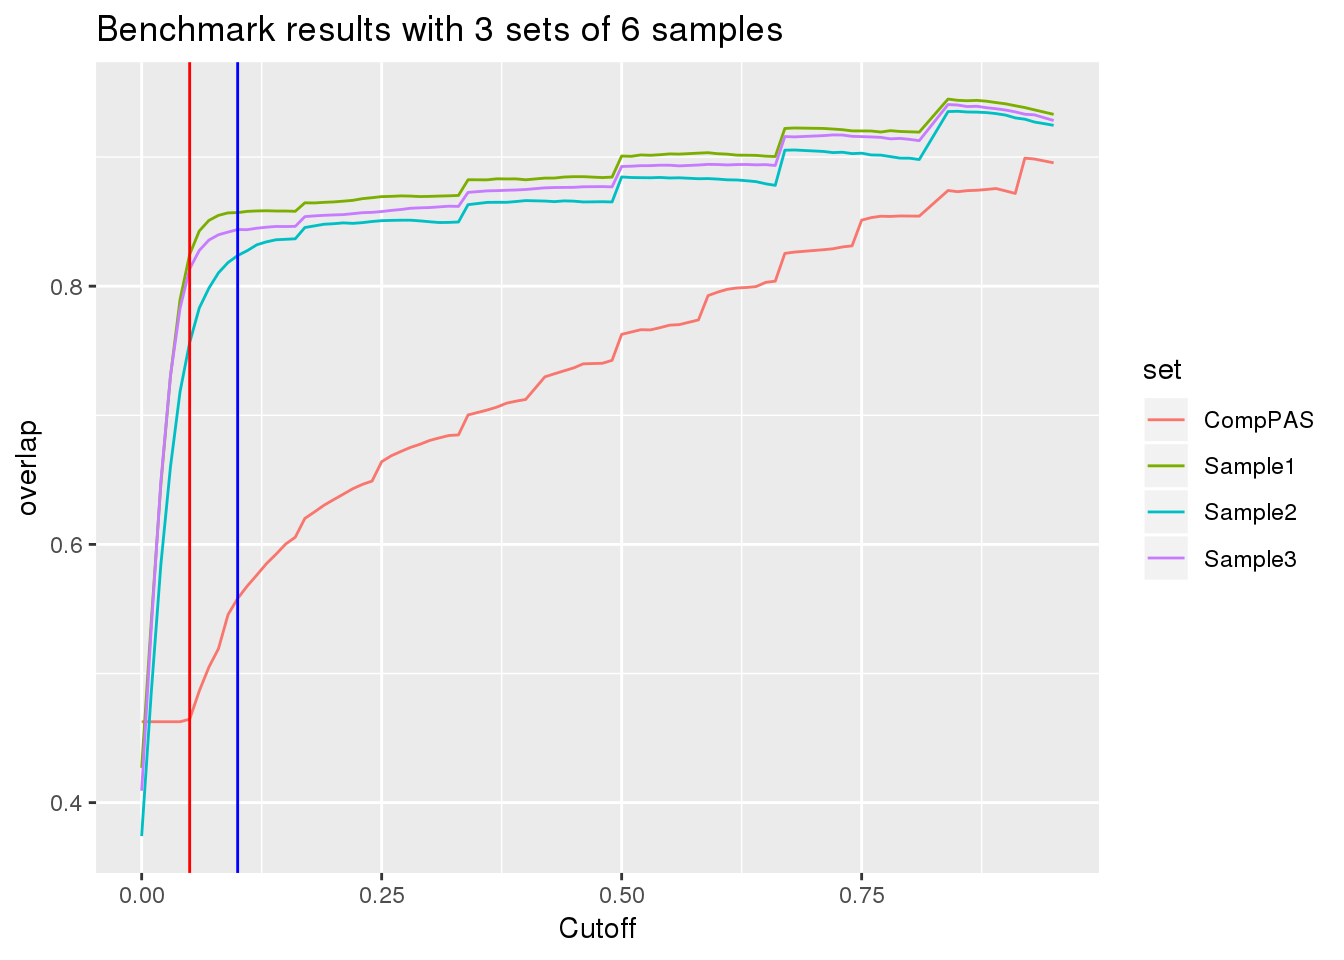 Benchmark results with 3 sets of 6 samples
overlap
0.8
0.6
0.4
0.00
0.25
0.50
0.75
Cutoff
set
CompPAS
Sample1
Sample2
Sample3